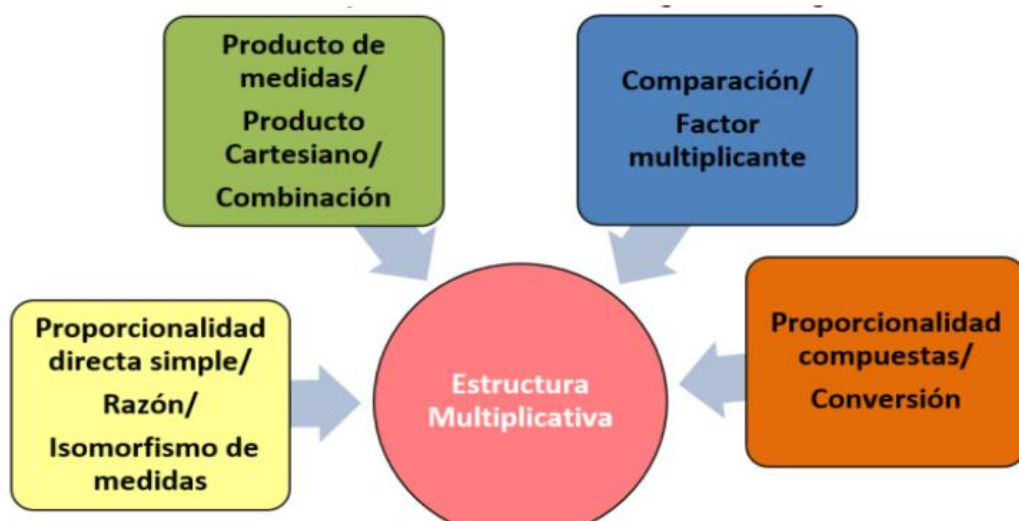 Producto de
medidas/
Producto
Cartesiano/
Combinación
Comparación/
Factor
multiplicante
Proporcionalidad
directa simple/
Razón/
Isomorfismo de
medidas
Estructura
Multiplicativa
Proporcionalidad
compuestas/
Conversión